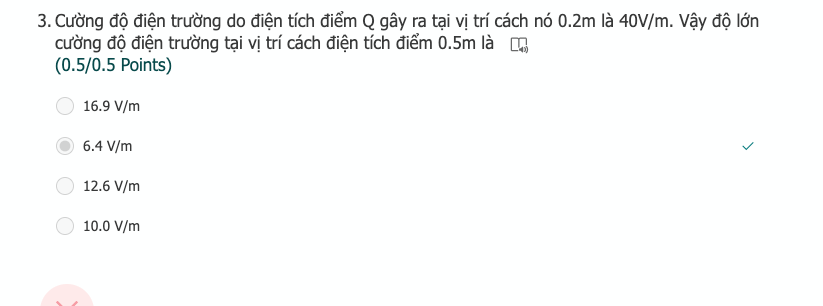 3. Cường độ điện trường do điện tích điểm Q gây ra tại vị trí cách nó 0.2m là 40V/m. Vậy độ lớn
cường độ điện trường tại vị trí cách điện tích điểm 0.5m là
(0.5/0.5 Points)
16.9 V/m
6.4 V/m
12.6 V/m
10.0 V/m